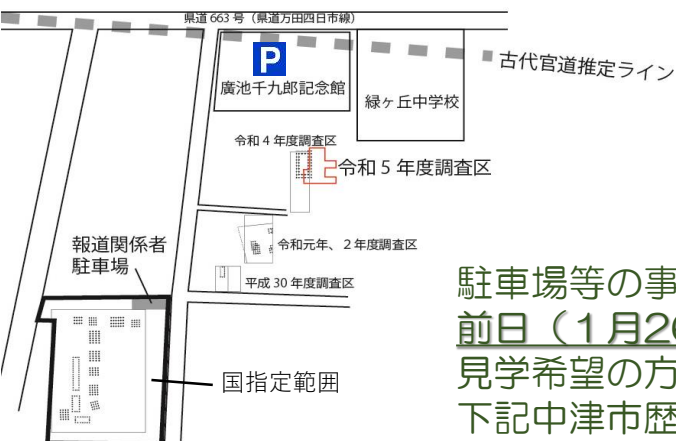 県道663号（県道万田四日市線）
古代官道推定ライン
P
廣池千九郎記念館
緑ヶ丘中学校
令和4年度調査区
令和5年度調査区
令和元年、2年度調査区
平成30年度調査区
報道関係者
駐車場
国指定範囲
駐車場等の事
前日（1月26
見学希望の方
下記中津市歴